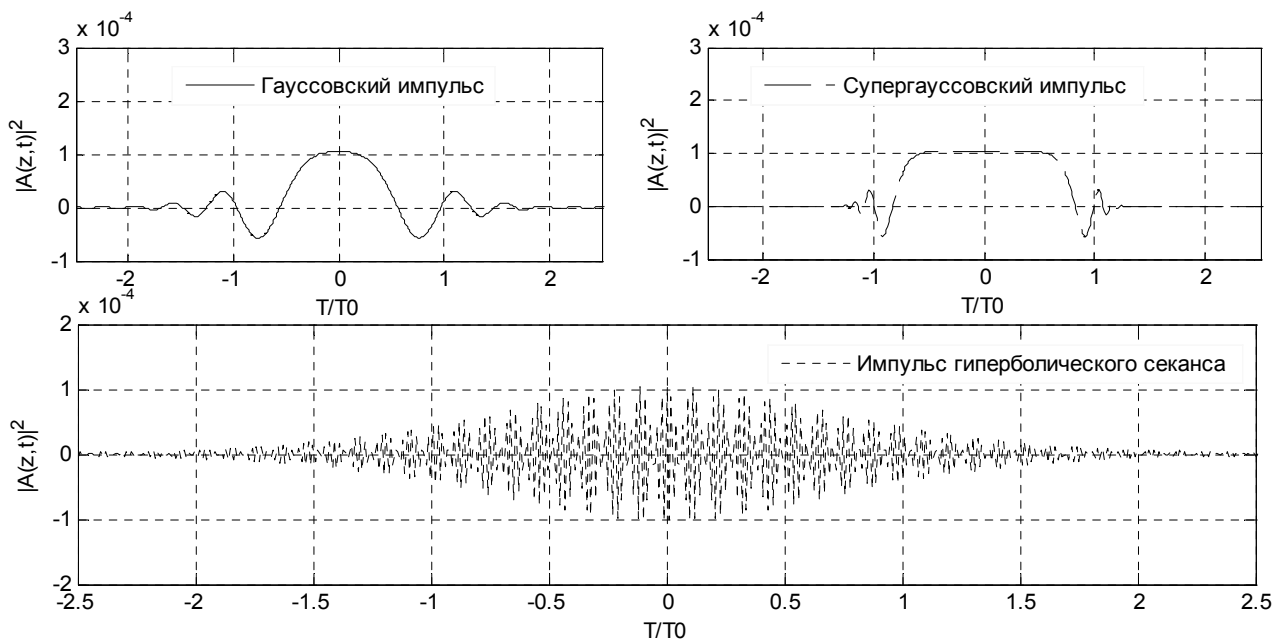 x 10^-4
3
2
1
0
-1
|A(z,t)|^2
Гауссовский импульс
-2 -1 0 1 2
T/T0
x 10^-4
3
2
1
0
-1
|A(z,t)|^2
Супергауссовский импульс
-2 -1 0 1 2
T/T0
x 10^-4
2
1
0
-1
-2
|A(z,t)|^2
Импульс гиперболического секанса
-2.5 -2 -1.5 -1 -0.5 0 0.5 1 1.5 2 2.5
T/T0